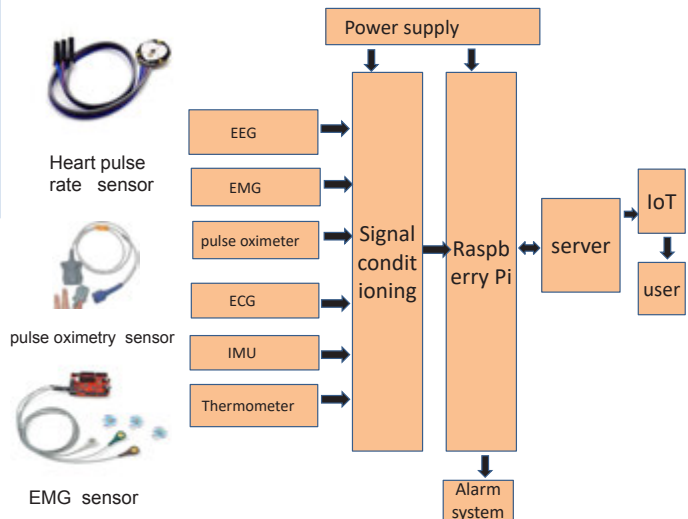 Power supply
Heart pulse
rate sensor
pulse oximetry sensor
EMG sensor
EEG
EMG
pulse oximeter
ECG
IMU
Thermometer
Signal
condit
ioning
Raspb
erry Pi
server
IoT
user
Alarm
system